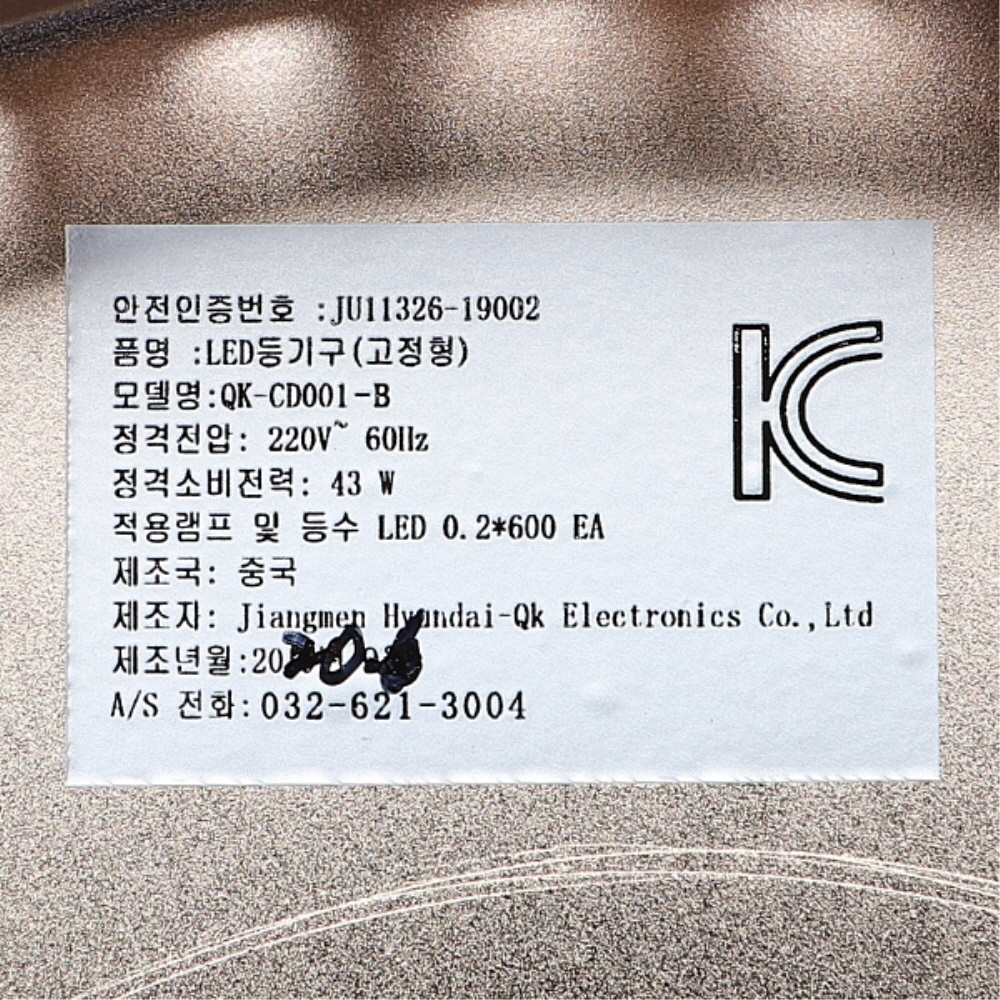 안전인증번호 :JU11326-19002
품명 :LED등기구(고정형)
모델명:QK-CD001-B
정격전압: 220V~ 60Hz
정격소비전력: 43 W
적용램프 및 등수 LED 0.2*600 EA
제조국: 중국
제조자: Jiangmen Hyundai-Qk Electronics Co.,Ltd
제조년월:
A/S 전화:032-621-3004
KC